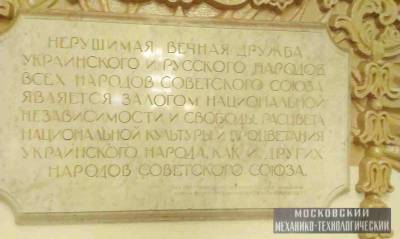 НЕРУШИМАЯ ВЕЧНАЯ ДРУЖБА
УКРАИНСКОГО И РУССКОГО НАРОДОВ,
ВСЕХ НАРОДОВ СОВЕТСКОГО СОЮЗА
ЯВЛЯЕТСЯ ЗАЛОГОМ НАЦИОНАЛЬНОЙ
НЕЗАВИСИМОСТИ И СВОБОДЫ, РАСЦВЕТА
НАЦИОНАЛЬНОЙ КУЛЬТУРЫ И ПРОЦВЕТАНИЯ
УКРАИНСКОГО НАРОДА, КАК И ДРУГИХ
НАРОДОВ СОВЕТСКОГО СОЮЗА.
МОСКОВСКИЙ
МЕХАНИКО-ТЕХНОЛОГИЧЕСКИЙ